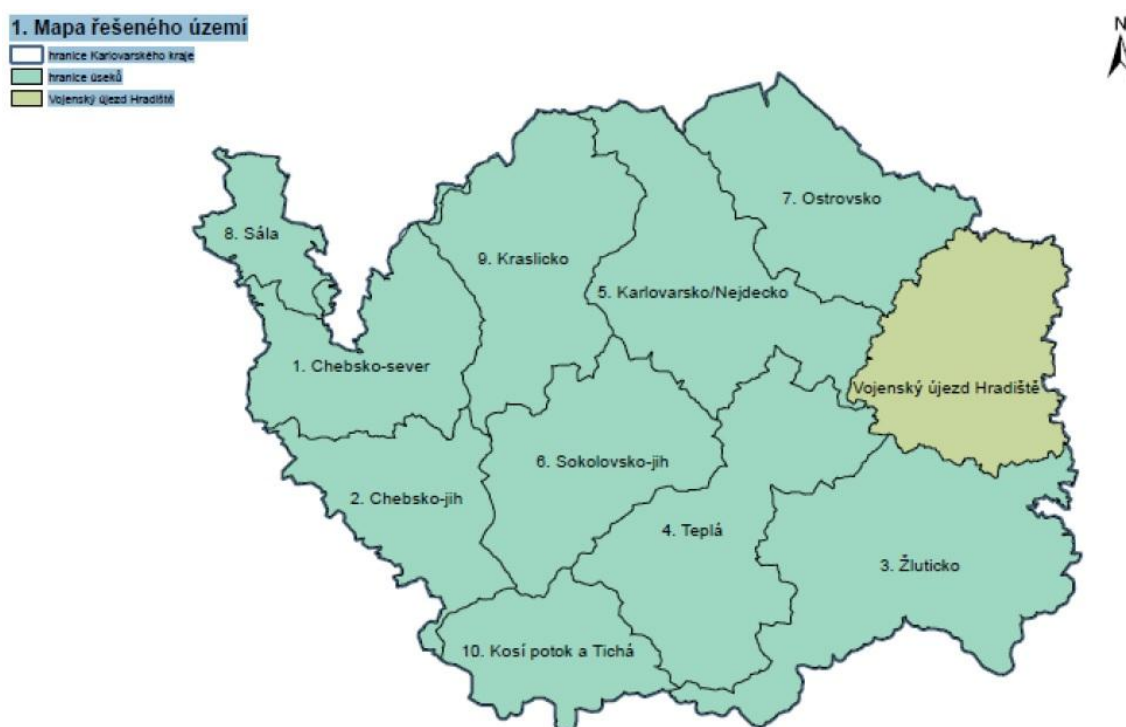 1. Mapa řešeného území
hranice Karlovarského kraje
hranice úseků
Vojenský újezd Hradiště
N
7. Ostrovsko
8. Sála
9. Kraslicko
5. Karlovarsko/Nejdecko
1. Chebsko-sever
Vojenský újezd Hradiště
6. Sokolovsko-jih
2. Chebsko-jih
4. Teplá
3. Žluticko
10. Kosí potok a Tichá